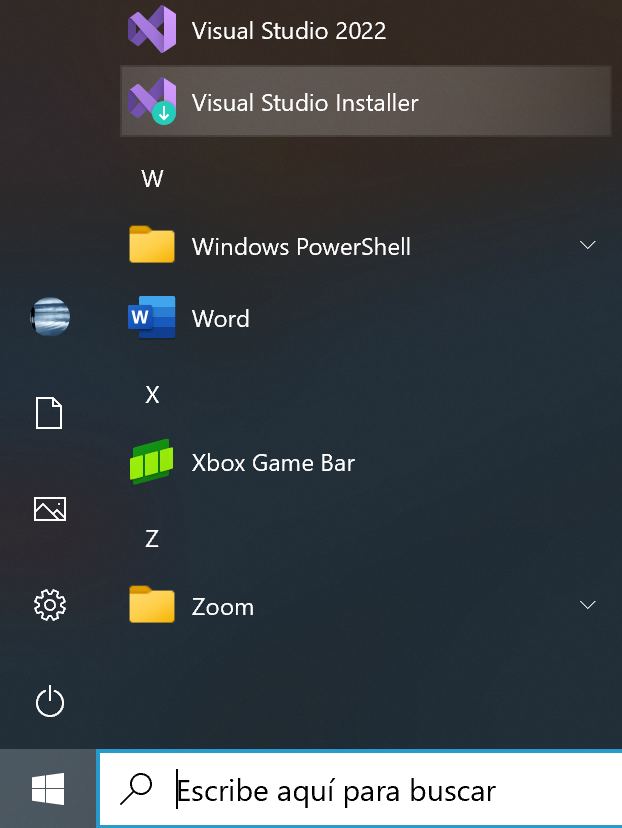 Visual Studio 2022
Visual Studio Installer
W
Windows PowerShell
W
Word
X
Xbox Game Bar
Z
Zoom
Escribe aquí para buscar